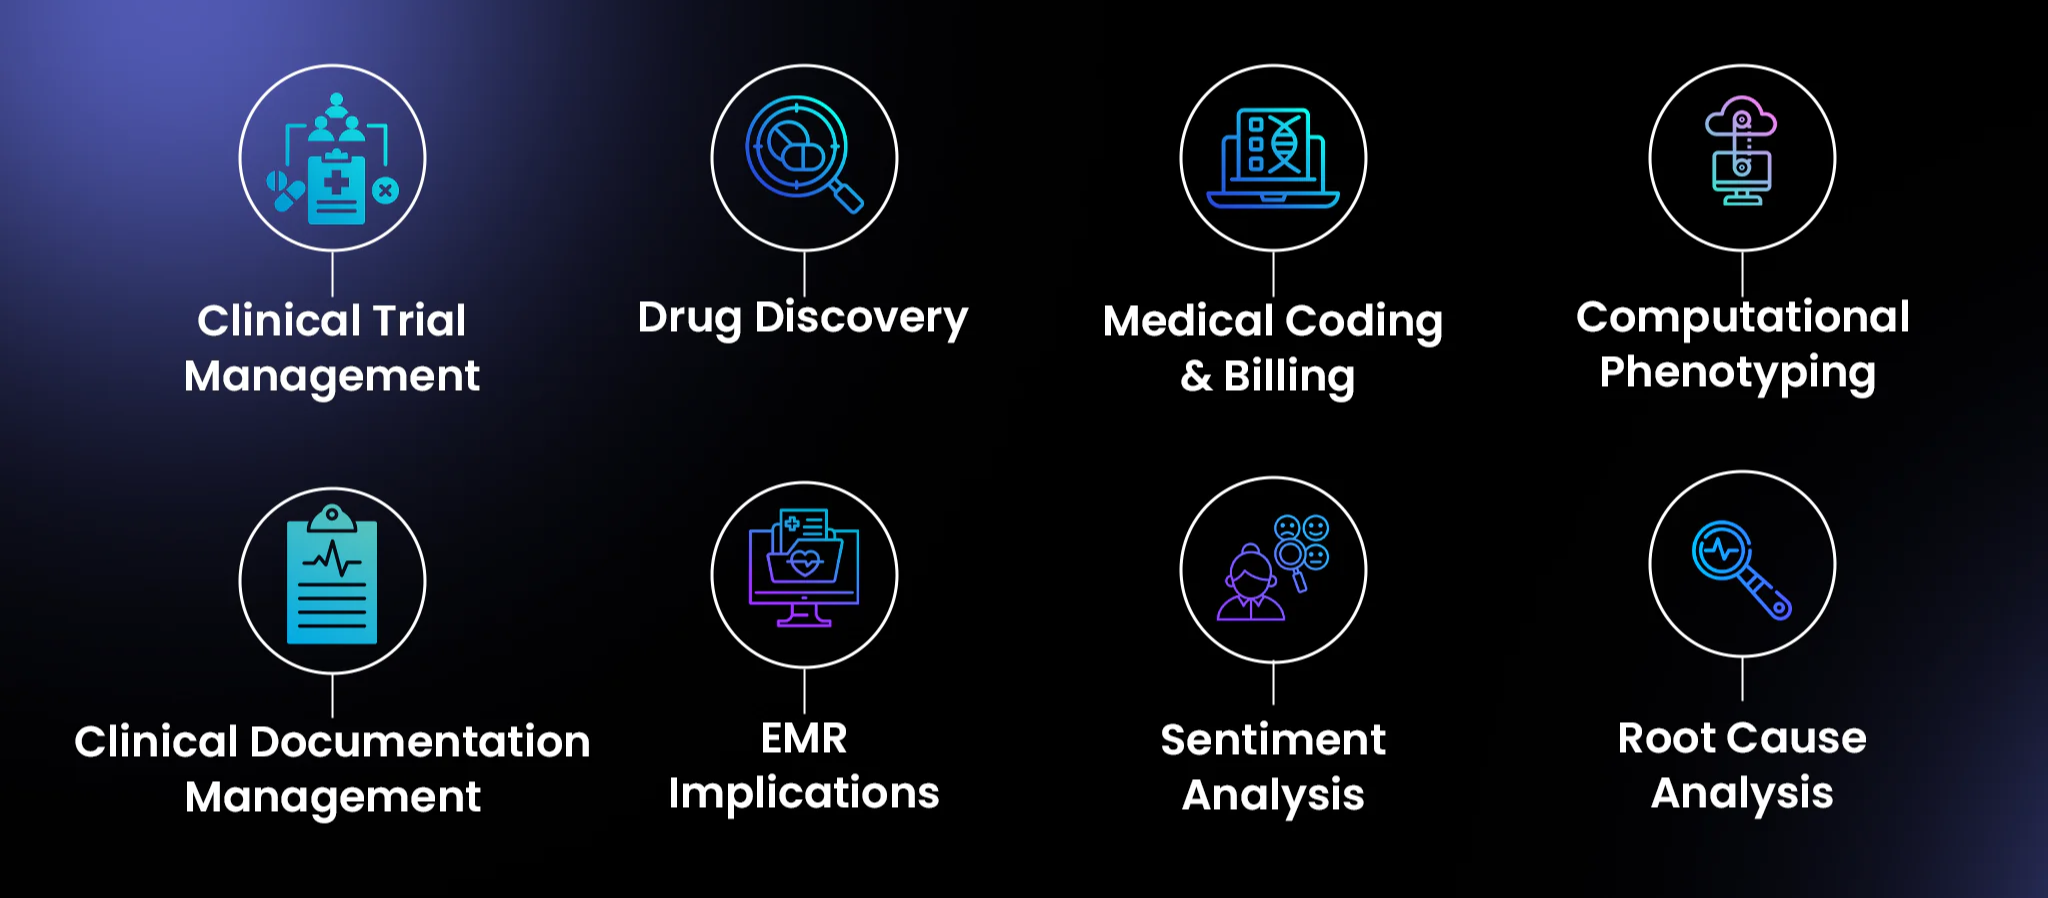 Clinical Trial
Management
Drug Discovery
Medical Coding
& Billing
Computational
Phenotyping
Clinical Documentation
Management
EMR
Implications
Sentiment
Analysis
Root Cause
Analysis